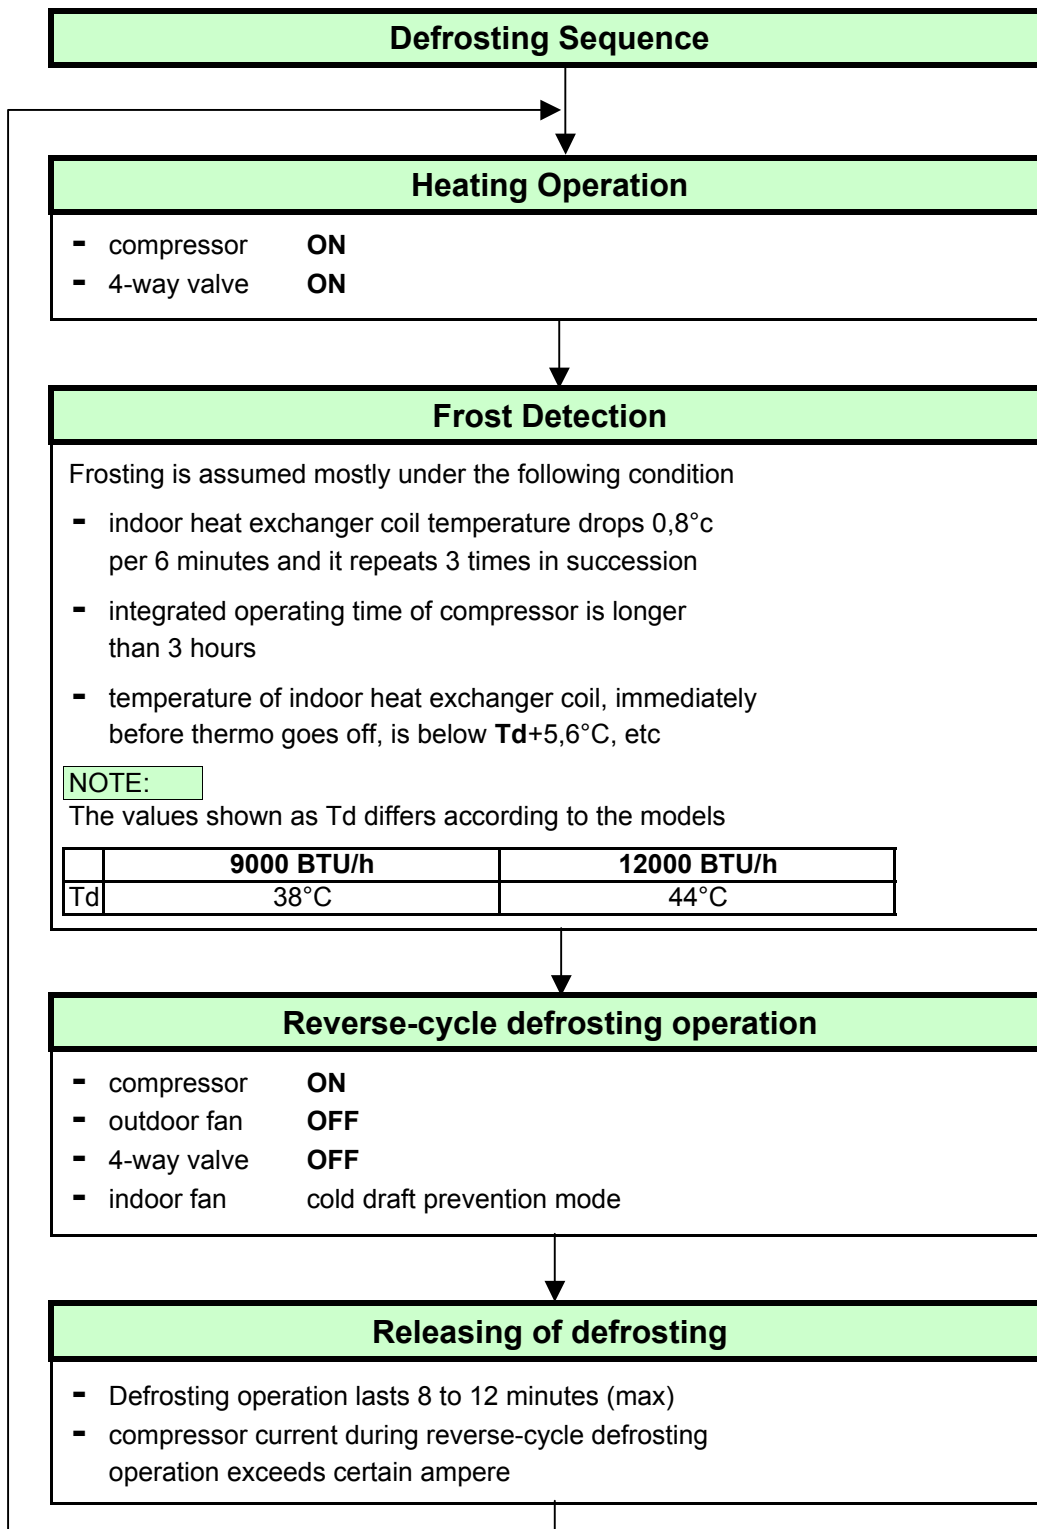 Defrosting Sequence
Heating Operation
- compressor ON
- 4-way valve ON
Frost Detection
Frosting is assumed mostly under the following condition
- indoor heat exchanger coil temperature drops 0,8°c
per 6 minutes and it repeats 3 times in succession
- integrated operating time of compressor is longer
than 3 hours
- temperature of indoor heat exchanger coil, immediately
before thermo goes off, is below Td+5,6°C, etc
NOTE:
The values shown as Td differs according to the models
9000 BTU/h 12000 BTU/h
Td 38°C 44°C
Reverse-cycle defrosting operation
- compressor ON
- outdoor fan OFF
- 4-way valve OFF
- indoor fan cold draft prevention mode
Releasing of defrosting
- Defrosting operation lasts 8 to 12 minutes (max)
- compressor current during reverse-cycle defrosting
operation exceeds certain ampere